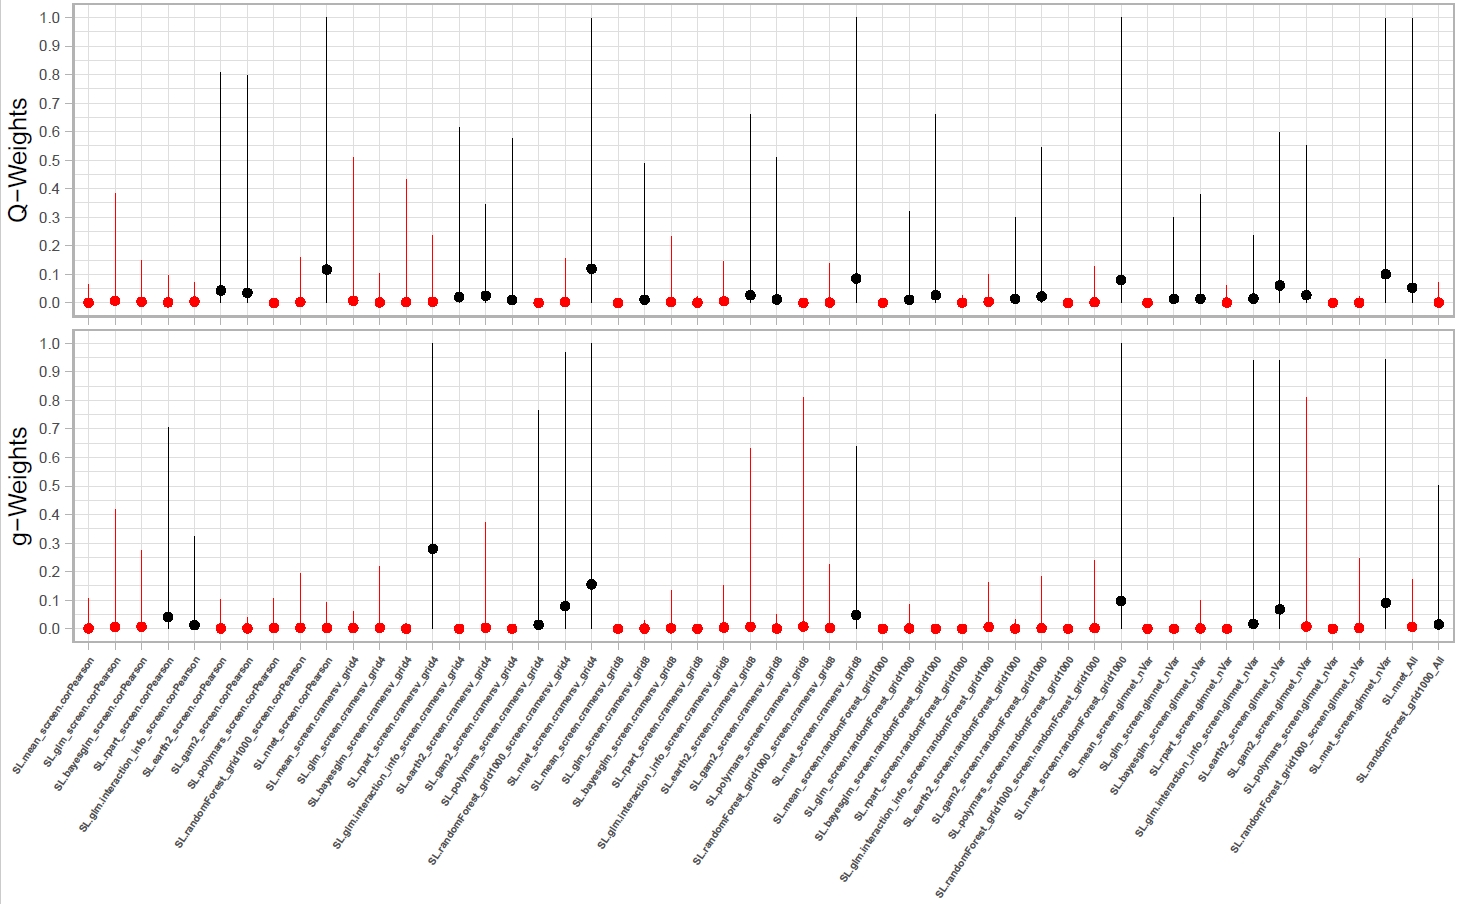 Q−Weights
1.0
0.9
0.8
0.7
0.6
0.5
0.4
0.3
0.2
0.1
0.0
g−Weights
1.0
0.9
0.8
0.7
0.6
0.5
0.4
0.3
0.2
0.1
0.0
SL.mean_screen.corPearson
SL.glm_screen.corPearson
SL.bayesglm_screen.corPearson
SL.rpart_screen.corPearson
SL.glm.interaction_info_screen.corPearson
SL.earth2_screen.corPearson
SL.gam2_screen.corPearson
SL.polymars_screen.corPearson
SL.randomForest_grid1000_screen.corPearson
SL.nnet_screen.corPearson
SL.mean_screen.cramersv_grid4
SL.glm_screen.cramersv_grid4
SL.bayesglm_screen.cramersv_grid4
SL.rpart_screen.cramersv_grid4
SL.glm.interaction_info_screen.cramersv_grid4
SL.earth2_screen.cramersv_grid4
SL.gam2_screen.cramersv_grid4
SL.polymars_screen.cramersv_grid4
SL.randomForest_grid1000_screen.cramersv_grid4
SL.nnet_screen.cramersv_grid4
SL.mean_screen.cramersv_grid8
SL.glm_screen.cramersv_grid8
SL.bayesglm_screen.cramersv_grid8
SL.rpart_screen.cramersv_grid8
SL.glm.interaction_info_screen.cramersv_grid8
SL.earth2_screen.cramersv_grid8
SL.gam2_screen.cramersv_grid8
SL.polymars_screen.cramersv_grid8
SL.randomForest_grid1000_screen.cramersv_grid8
SL.nnet_screen.cramersv_grid8
SL.mean_screen.randomForest_grid1000
SL.glm_screen.randomForest_grid1000
SL.bayesglm_screen.randomForest_grid1000
SL.rpart_screen.randomForest_grid1000
SL.glm.interaction_info_screen.randomForest_grid1000
SL.earth2_screen.randomForest_grid1000
SL.gam2_screen.randomForest_grid1000
SL.polymars_screen.randomForest_grid1000
SL.randomForest_grid1000_screen.randomForest_grid1000
SL.nnet_screen.randomForest_grid1000
SL.mean_screen.glmnet_nVar
SL.glm_screen.glmnet_nVar
SL.bayesglm_screen.glmnet_nVar
SL.rpart_screen.glmnet_nVar
SL.glm.interaction_info_screen.glmnet_nVar
SL.earth2_screen.glmnet_nVar
SL.gam2_screen.glmnet_nVar
SL.polymars_screen.glmnet_nVar
SL.randomForest_grid1000_screen.glmnet_nVar
SL.nnet_screen.glmnet_nVar
SL.nnet_All
SL.randomForest_grid1000_All